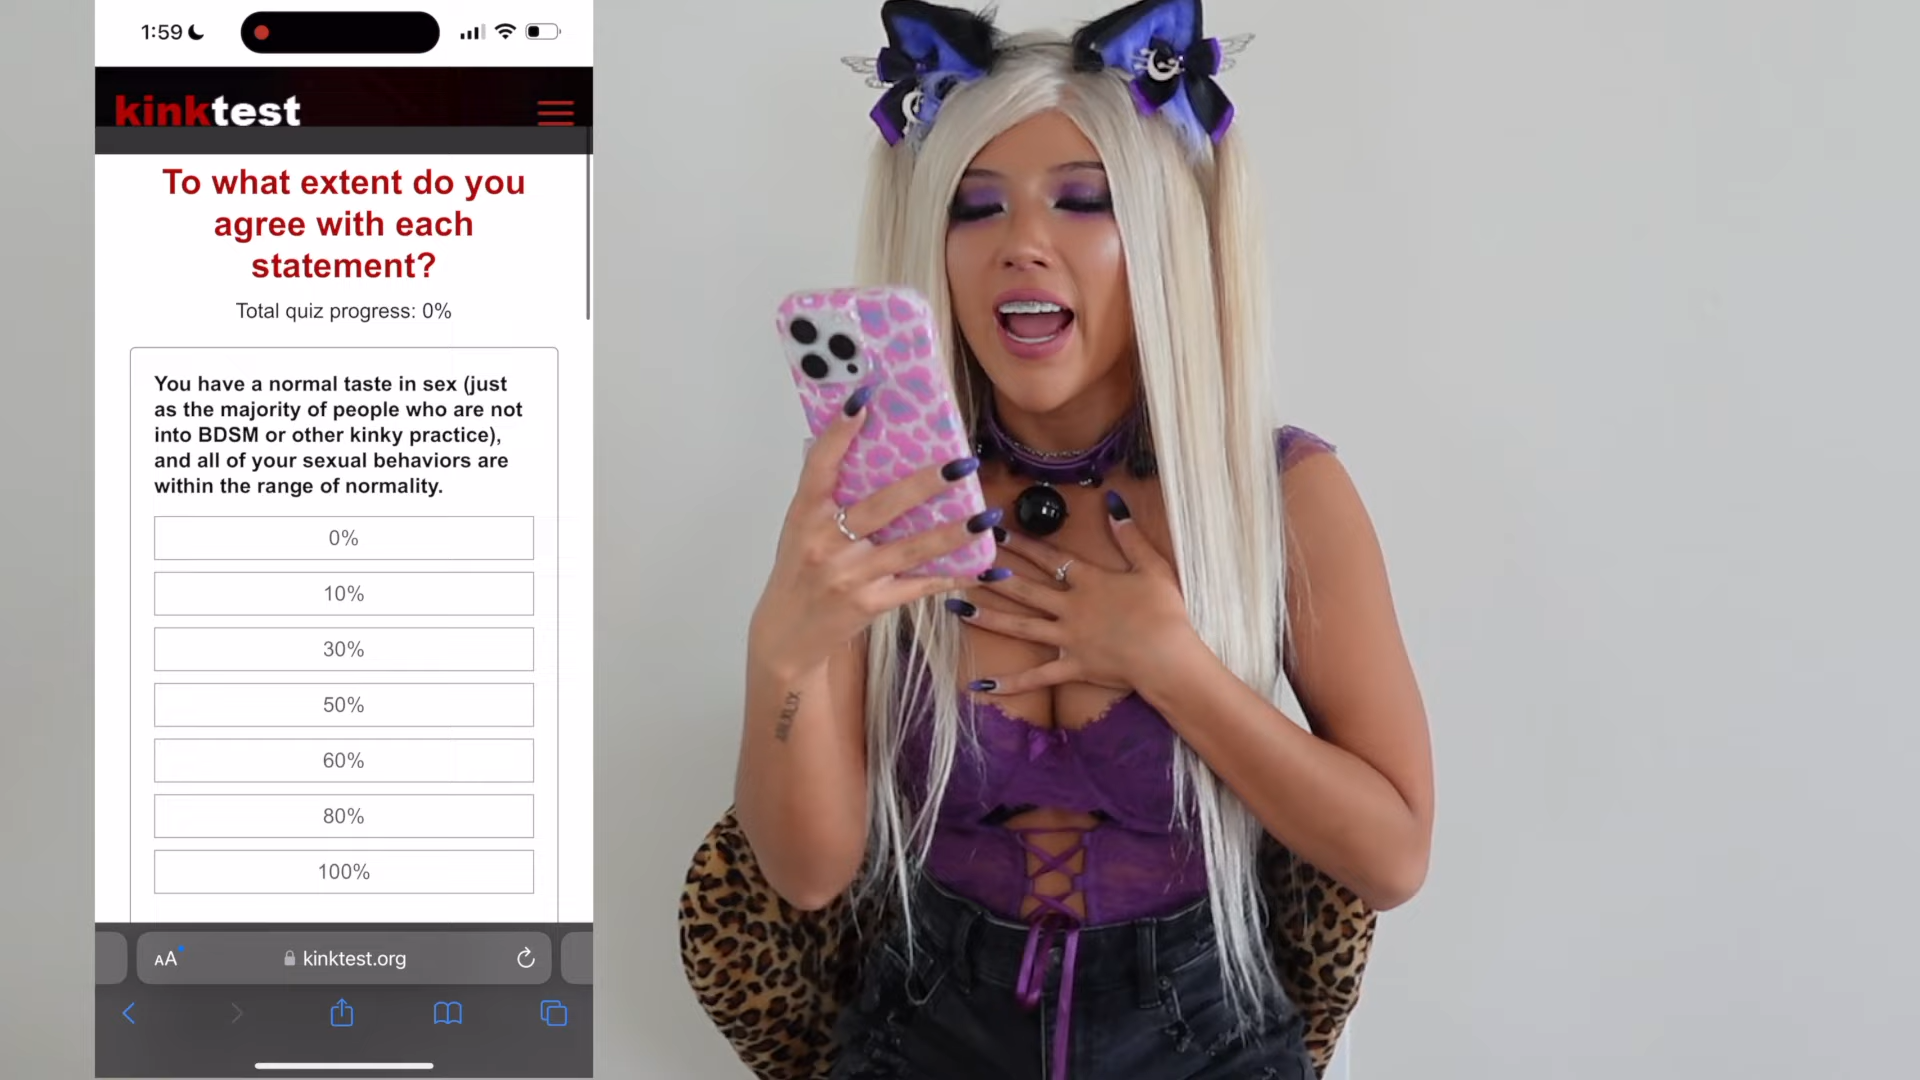 1:59
kinktest
To what extent do you
agree with each
statement?
Total quiz progress: 0%
You have a normal taste in sex (just
as the majority of people who are not
into BDSM or other kinky practice),
and all of your sexual behaviors are
within the range of normality.
0%
10%
30%
50%
60%
80%
100%
AA
kinktest.org